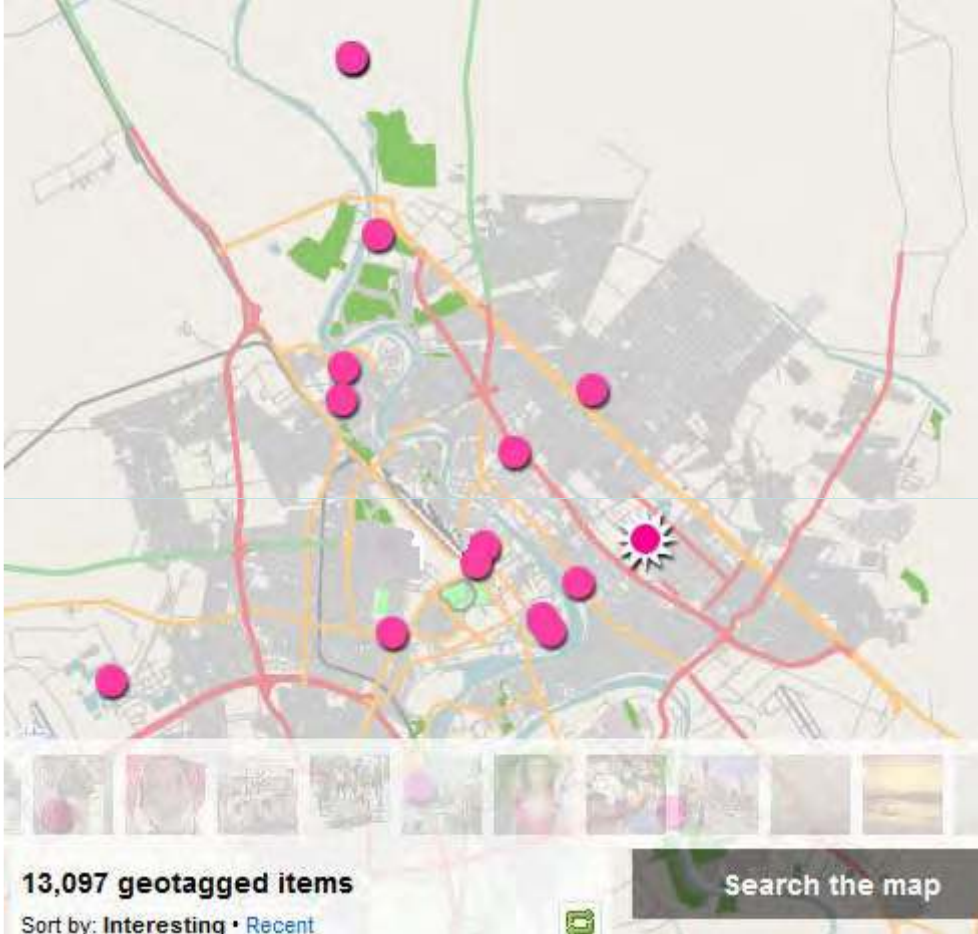 13,097 geotagged items
Search the map
Sort by: Interesting • Recent